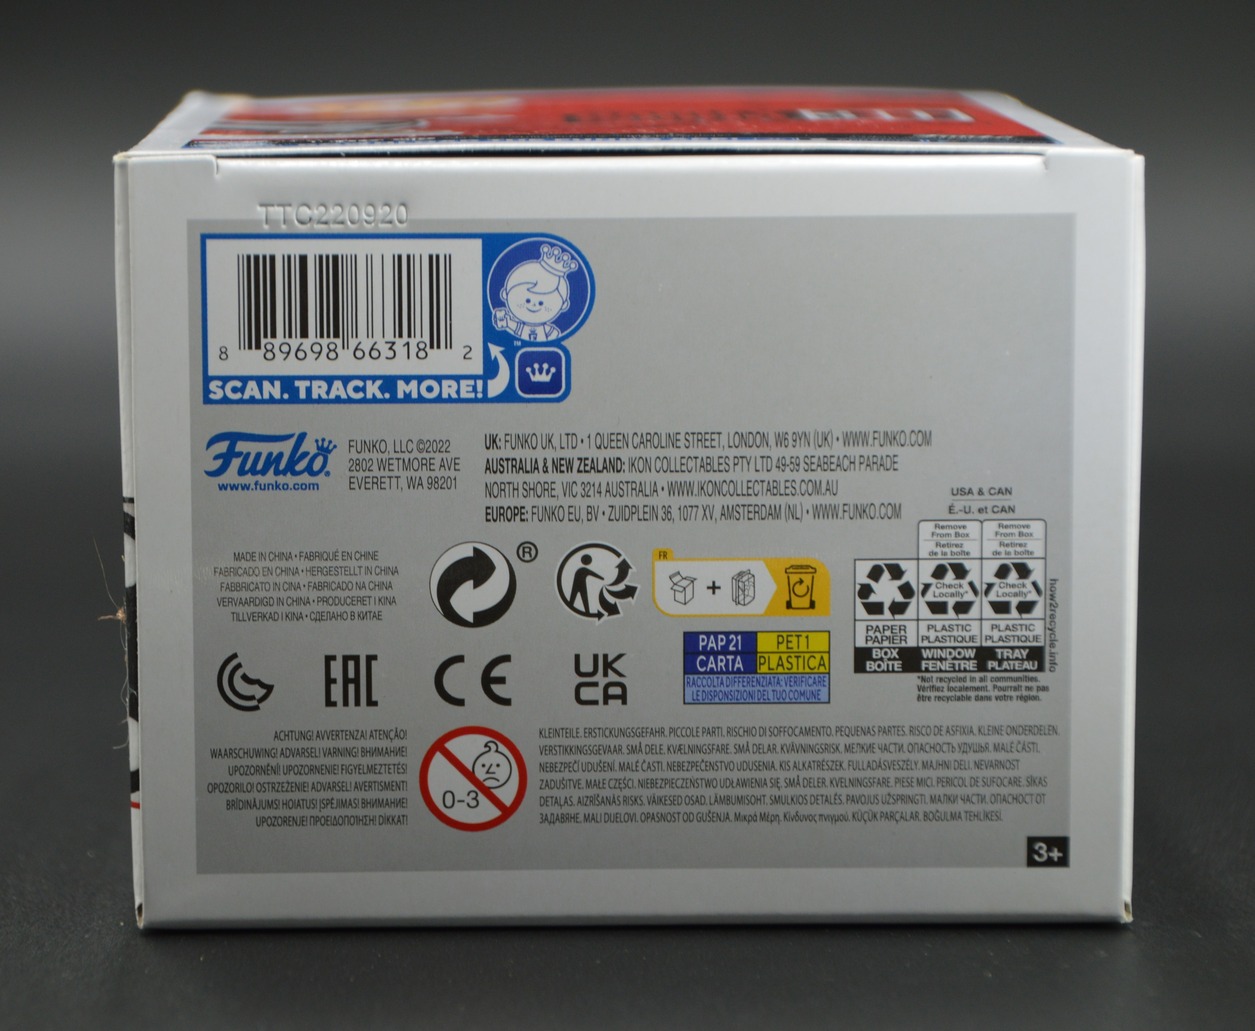 TTC220920
8 89698 66318 2
™
SCAN. TRACK. MORE!
Funko
www.funko.com
FUNKO, LLC ©2022
2802 WETMORE AVE
EVERETT, WA 98201
UK: FUNKO UK, LTD • 1 QUEEN CAROLINE STREET, LONDON, W6 9YN (UK) • WWW.FUNKO.COM
AUSTRALIA & NEW ZEALAND: IKON COLLECTABLES PTY LTD 49-59 SEABEACH PARADE
NORTH SHORE, VIC 3214 AUSTRALIA • WWW.IKONCOLLECTABLES.COM.AU
EUROPE: FUNKO EU, BV • ZUIDPLEIN 36, 1077 XV, AMSTERDAM (NL) • WWW.FUNKO.COM
MADE IN CHINA • FABRIQUÉ EN CHINE
FABRICADO EN CHINA • HERGESTELLT IN CHINA
FABRICATO IN CINA • FABRICADO NA CHINA
VERVAARDIGD IN CHINA • PRODUCERET I KINA
TILLVERKAD I KINA • СДЕЛАНО В КИТАЕ
®
FR
+
PAP 21
PET1
CARTA
PLASTICA
RACCOLTA DIFFERENZIATA: VERIFICARE
LE DISPOSIZIONI DEL TUO COMUNE
USA & CAN
É.-U. et CAN
Remove
From Box
Retirez
de la boîte
Remove
From Box
Retirez
de la boîte
Check
Locally*
Check
Locally*
PAPER
PAPIER
PLASTIC
PLASTIQUE
PLASTIC
PLASTIQUE
BOX
BOÎTE
WINDOW
FENÊTRE
TRAY
PLATEAU
how2recycle.info
*Not recycled in all communities.
Vérifiez localement. Pourrait ne pas
être recyclable dans votre région.
EAC
CE
UK
CA
ACHTUNG! AVVERTENZA! ATENÇÃO!
WAARSCHUWING! ADVARSEL! VARNING! ВНИМАНИЕ!
UPOZORNĚNÍ! UPOZORNENIE! FIGYELMEZTETÉS!
OPOZORILO! OSTRZEŻENIE! ADVARSEL! AVERTISMENT!
BRĪDINĀJUMS! HOIATUS! ĮSPĖJIMAS! ВНИМАНИЕ!
UPOZORENJE! ΠΡΟΕΙΔΟΠΟΙΗΣΗ! DİKKAT!
0-3
KLEINTEILE. ERSTICKUNGSGEFAHR. PICCOLE PARTI. RISCHIO DI SOFFOCAMENTO. PEQUENAS PARTES. RISCO DE ASFIXIA. KLEINE ONDERDELEN.
VERSTIKKINGSGEVAAR. SMÅ DELE. KVÆLNINGSFARE. SMÅ DELAR. KVÄVNINGSRISK. МЕЛКИЕ ЧАСТИ. ОПАСНОСТЬ УДУШЬЯ. MALÉ ČÁSTI.
NEBEZPEČÍ UDUŠENÍ. MALÉ ČASTI. NEBEZPEČENSTVO UDUSENIA. KIS ALKATRÉSZEK. FULLADÁSVESZÉLY. MAJHNI DELI. NEVARNOST
ZADUŠITVE. MAŁE CZĘŚCI. NIEBEZPIECZEŃSTWO UDŁAWIENIA SIĘ. SMÅ DELER. KVELNINGSFARE. PIESE MICI. PERICOL DE SUFOCARE. SĪKAS
DETAĻAS. AIZRĪŠANĀS RISKS. VÄIKESED OSAD. LÄMBUMISOHT. SMULKIOS DETALĖS. PAVOJUS UŽSPRINGTI. МАЛКИ ЧАСТИ. ОПАСНОСТ ОТ
ЗАДАВЯНЕ. MALI DIJELOVI. OPASNOST OD GUŠENJA. Μικρά Μέρη. Κίνδυνος πνιγμού. KÜÇÜK PARÇALAR. BOĞULMA TEHLİKESİ.
3+